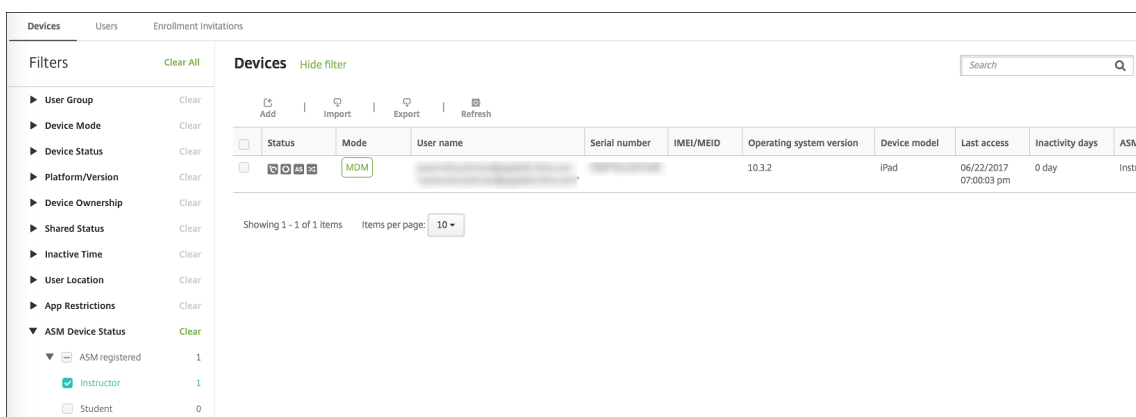 Devices Users Enrollment Invitations
Filters Clear All
Devices Hide filter
Search
User Group Clear
Device Mode Clear
Device Status Clear
Platform/Version Clear
Device Ownership Clear
Shared Status Clear
Inactive Time Clear
User Location Clear
App Restrictions Clear
ASM Device Status Clear
ASM registered 1
Instructor 1
Student 0
Add | Import | Export | Refresh
Status Mode User name Serial number IMEI/MEID Operating system version Device model Last access Inactivity days ASM
AS MDM 10.3.2 iPad 06/22/2017 0 day Instr
07:00:03 pm
Showing 1 - 1 of 1 items Items per page: 10